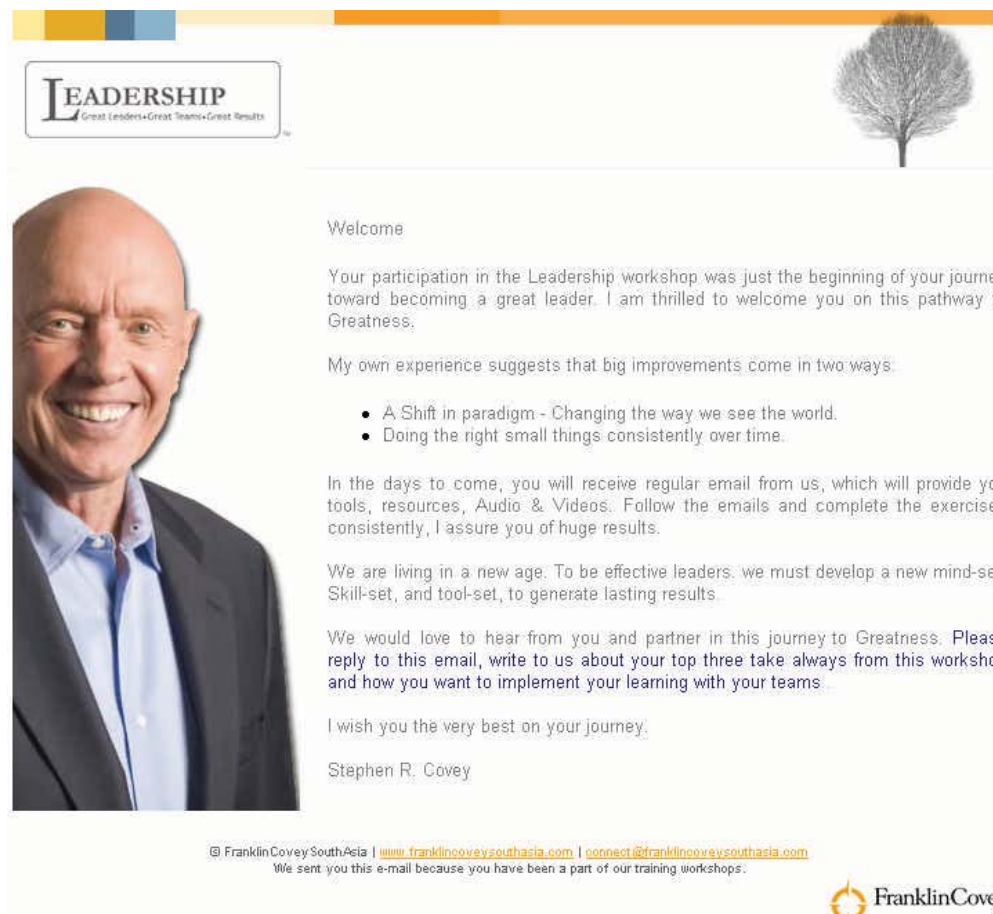 LEADERSHIP
Great Leaders•Great Teams•Great Results
TM
Welcome
Your participation in the Leadership workshop was just the beginning of your journe
toward becoming a great leader. I am thrilled to welcome you on this pathway
Greatness.
My own experience suggests that big improvements come in two ways:
• A Shift in paradigm - Changing the way we see the world.
• Doing the right small things consistently over time.
In the days to come, you will receive regular email from us, which will provide yo
tools, resources, Audio & Videos. Follow the emails and complete the exercise
consistently, I assure you of huge results.
We are living in a new age. To be effective leaders. we must develop a new mind-se
Skill-set, and tool-set, to generate lasting results.
We would love to hear from you and partner in this journey to Greatness. Pleas
reply to this email, write to us about your top three take always from this worksho
and how you want to implement your learning with your teams .
I wish you the very best on your journey.
Stephen R. Covey
© FranklinCoveySouthAsia | www.franklincoveysouthasia.com | connect@franklincoveysouthasia.com
We sent you this e-mail because you have been a part of our training workshops.
FranklinCove